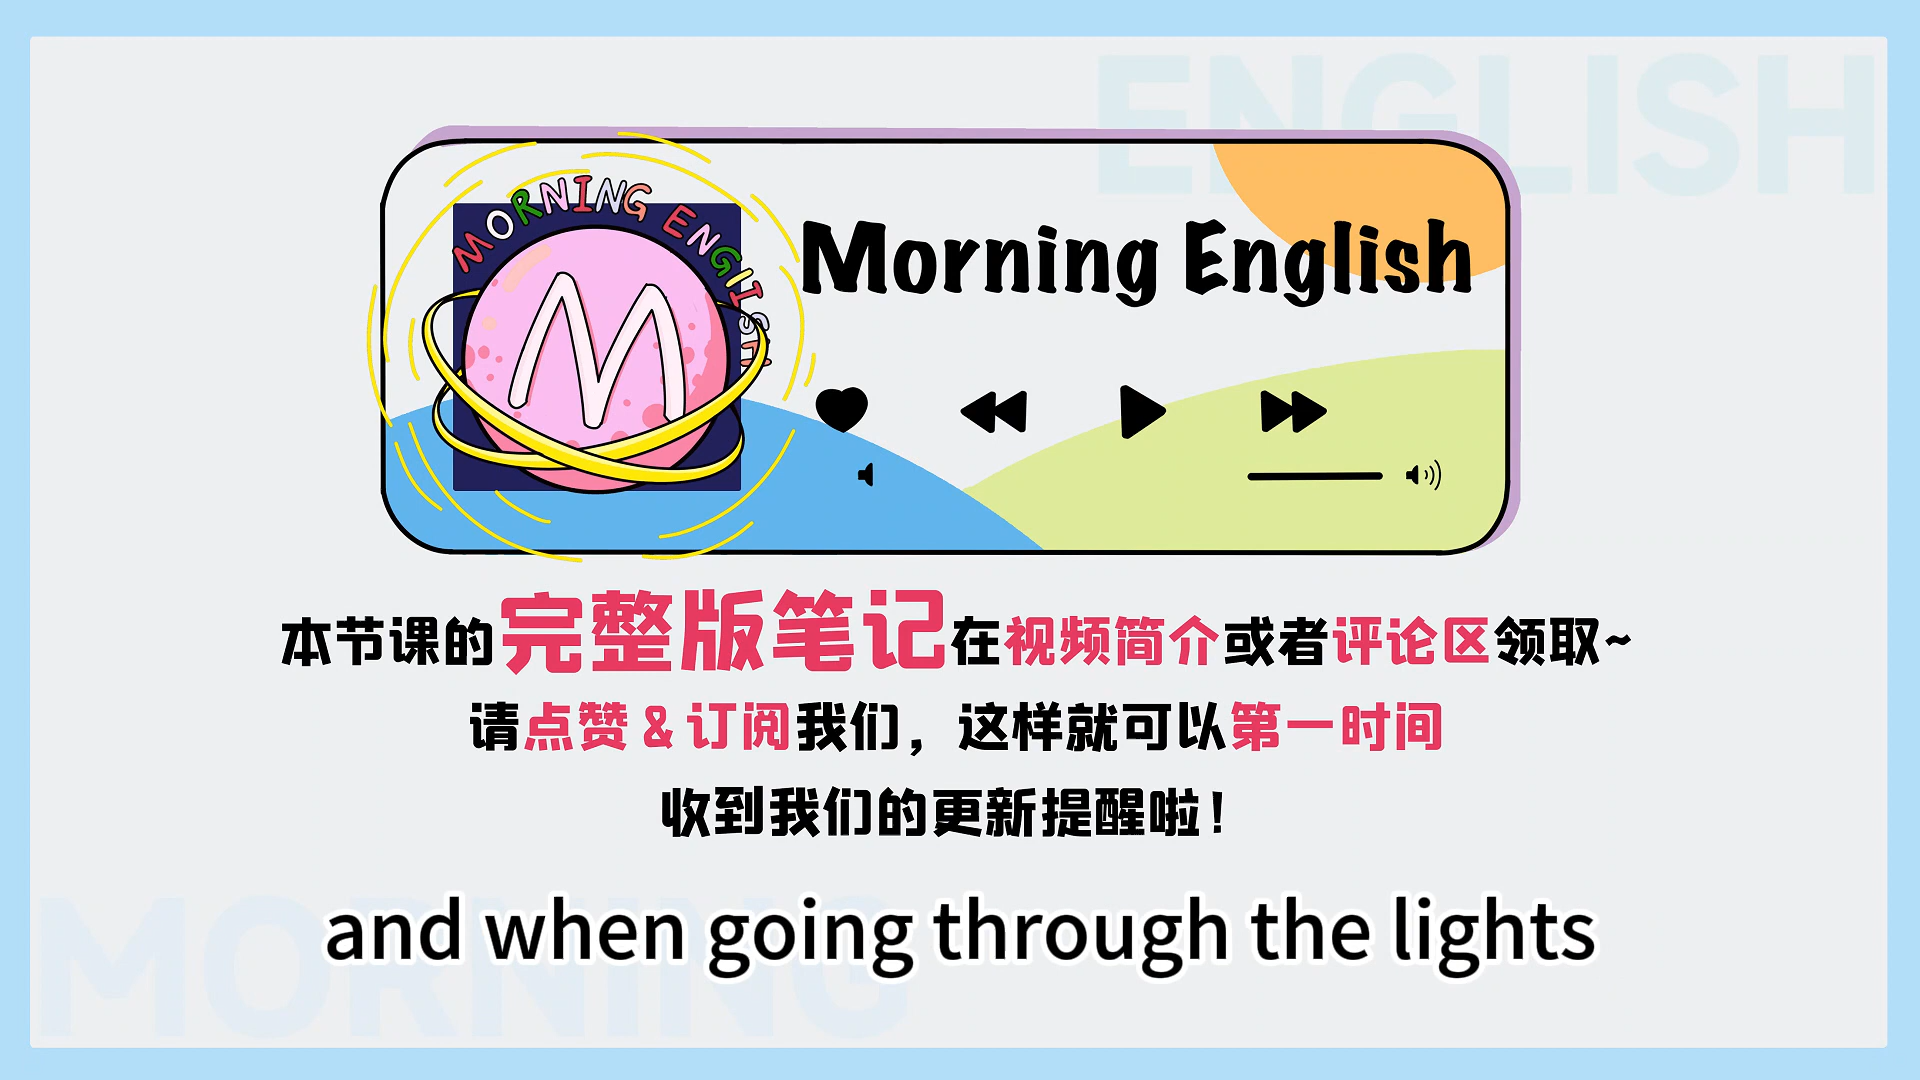 ENGLISH
MORNING ENGLISH
M
Morning English
本节课的完整版笔记在视频简介或者评论区领取~
请点赞&订阅我们，这样就可以第一时间
收到我们的更新提醒啦！
and when going through the lights
MORNING